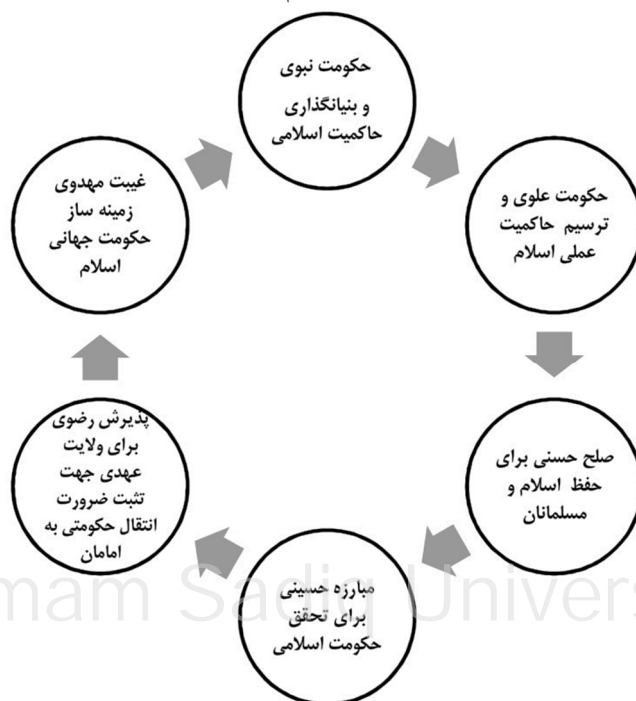 حکومت نبوی
و بنیانگذاری
حاکمیت اسلامی
حکومت علوی و
ترسیم حاکمیت
عملی اسلام
صلح حسنی برای
حفظ اسلام و
مسلمانان
مبارزه حسینی
برای تحقق
حکومت اسلامی
پذیرش رضوی
برای ولایت
عهدی جهت
تثبت ضرورت
انتقال حکومتی به
امامان
غیبت مهدوی
زمینه ساز
حکومت جهانی
اسلام
mam Sadiq Univers